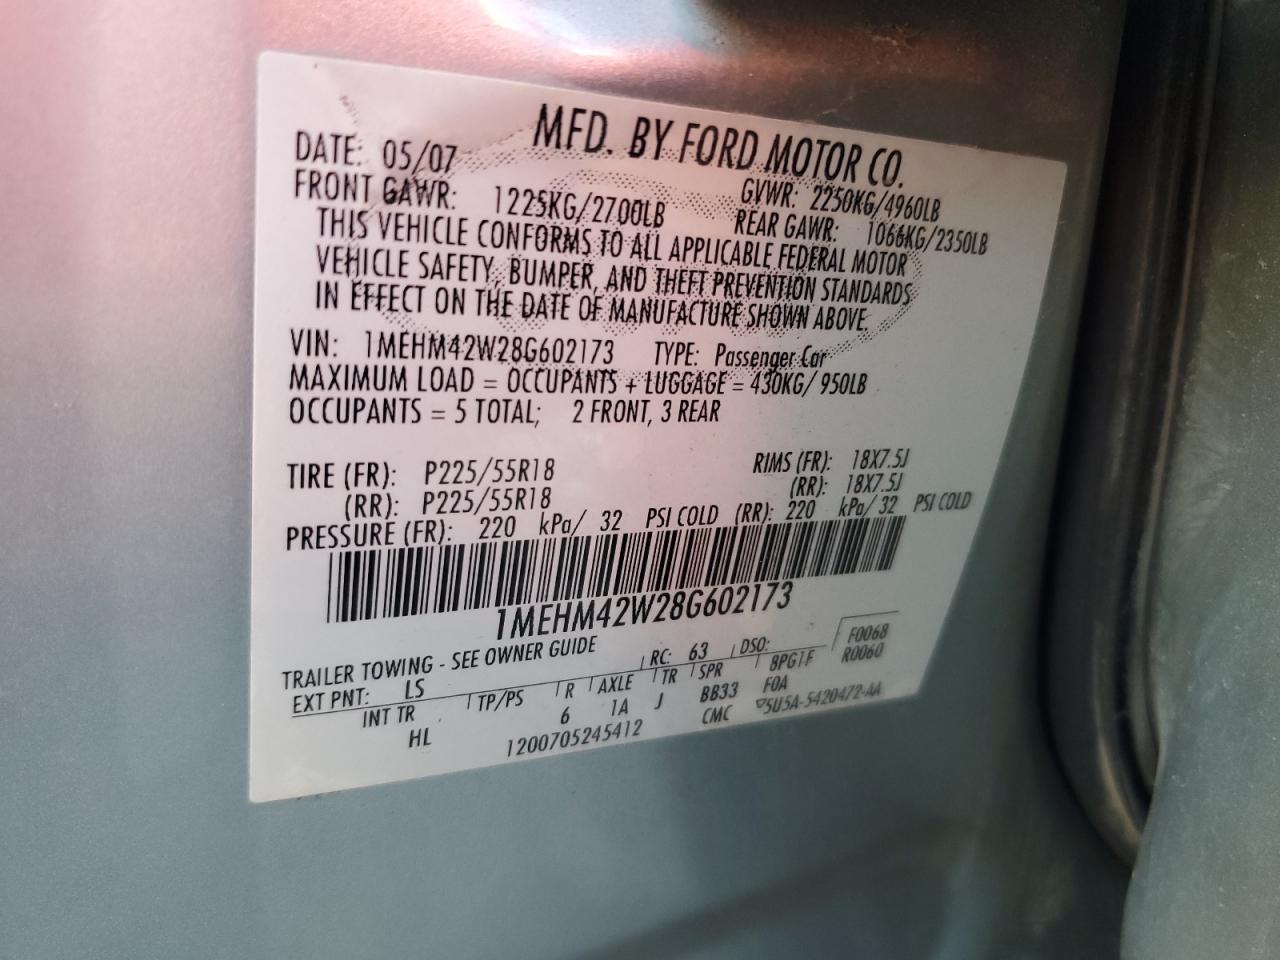 MFD. BY FORD MOTOR CO.
DATE: 05/07 GVWR: 2250KG/4960LB
FRONT GAWR: 1225KG/2700LB REAR GAWR: 1066KG/2350LB
THIS VEHICLE CONFORMS TO ALL APPLICABLE FEDERAL MOTOR
VEHICLE SAFETY, BUMPER, AND THEFT PREVENTION STANDARDS
IN EFFECT ON THE DATE OF MANUFACTURE SHOWN ABOVE.
VIN: 1MEHM42W28G602173 TYPE: Passenger Car
MAXIMUM LOAD = OCCUPANTS + LUGGAGE = 430KG/ 950LB
OCCUPANTS = 5 TOTAL; 2 FRONT, 3 REAR
TIRE (FR): P225/55R18 RIMS (FR): 18X7.5J
(RR): P225/55R18 (RR): 18X7.5J
PRESSURE (FR): 220 kPa/ 32 PSI COLD (RR): 220 kPa/ 32 PSI COLD
1MEHM42W28G602173
TRAILER TOWING - SEE OWNER GUIDE
EXT PNT: LS RC: 63 DSO: F0068
INT TR TP/PS R AXLE TR SPR 8PG1F R0060
HL 6 1A J BB33 F0A
1200705245412 CMC ▽5U5A-5420472-AA